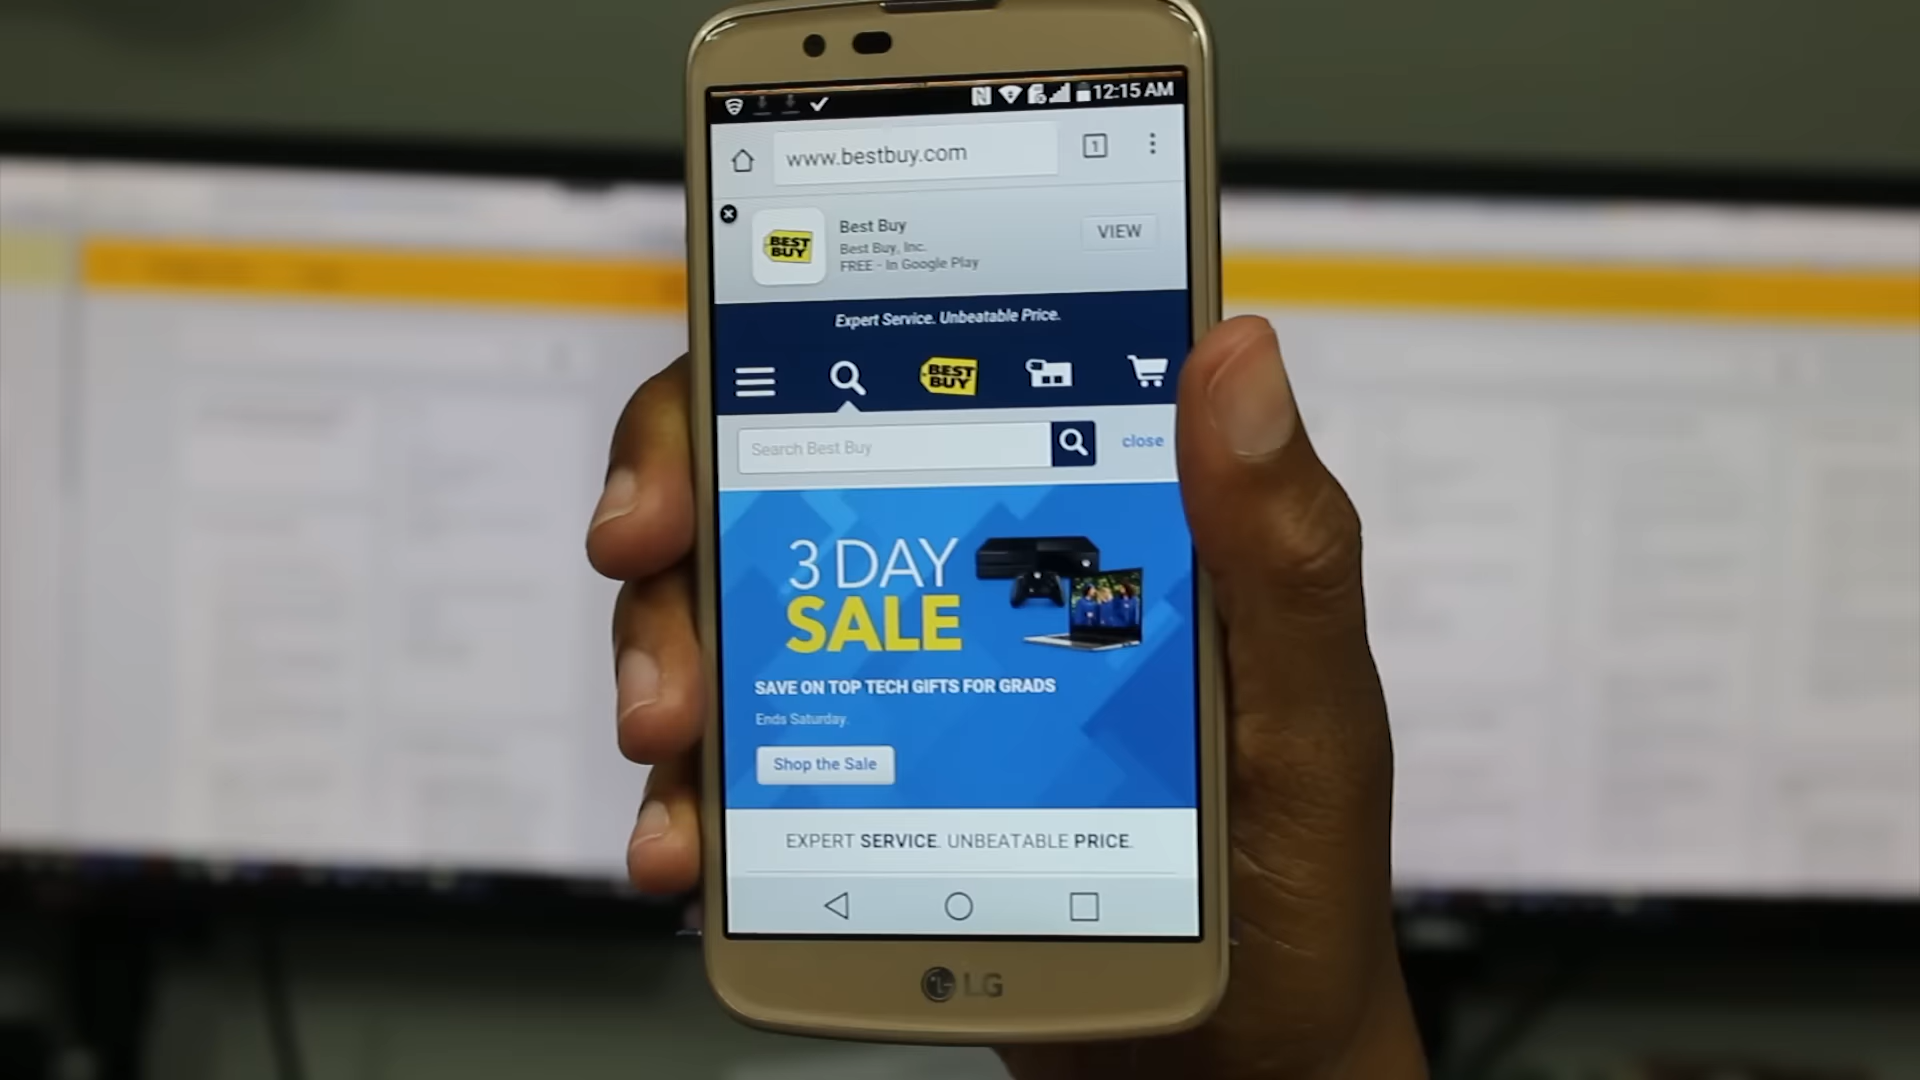 12:15 AM
www.bestbuy.com
1
BEST BUY
Best Buy
Best Buy, Inc.
FREE - In Google Play
VIEW
Expert Service. Unbeatable Price.
BEST BUY
Search Best Buy
close
3 DAY
SALE
SAVE ON TOP TECH GIFTS FOR GRADS
Ends Saturday.
Shop the Sale
EXPERT SERVICE. UNBEATABLE PRICE.
LG